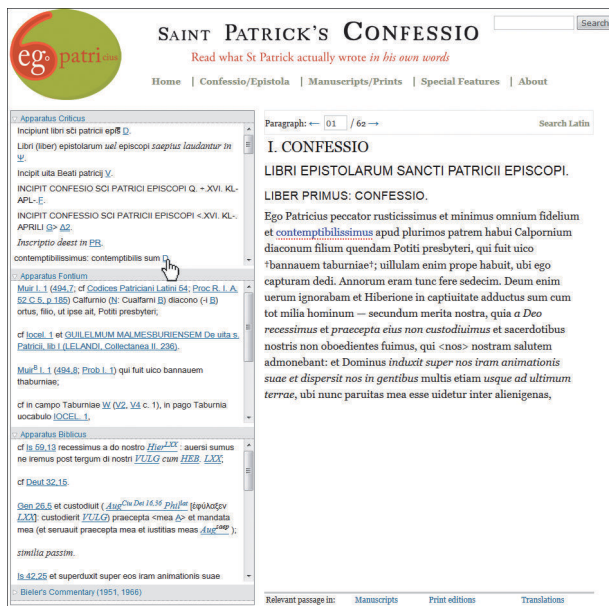 ego patricius
SAINT PATRICK'S CONFESSIO
Search
Read what St Patrick actually wrote in his own words
Home | Confessio/Epistola | Manuscripts/Prints | Special Features | About
Apparatus Criticus
Incipiunt libri sc̄i patricii ep̄i D.
Libri (liber) epistolarum uel episcopi saepius laudantur in
Ψ.
Incipit uita Beati patricij V.
INCIPIT CONFESIO SCI PATRICI EPISCOPI Q. ÷.XVI. KL-
APL-.F.
INCIPIT CONFESSIO SCI PATRICII EPISCOPI <.XVI. KL-.
APRILI G> Δ2.
Inscriptio deest in PR.
contemptibilissimus: contemptibilis sum D
Apparatus Fontium
Muir I. 1 (494,7; cf Codices Patriciani Latini 54; Proc R. I. A.
52 C 5, p 185) Calfurnio (N: Cualfarni B) diacono (-i B)
ortus, filio, ut ipse ait, Potiti presbyteri;
cf Iocel. 1 et GUILELMUM MALMESBURIENSEM De uita s.
Patricii, lib I (LELANDI, Collectanea II. 236).
Muirᴮ I. 1 (494,8; Prob I. 1) qui fuit uico bannauem
thaburniae;
cf in campo Taburniae W (V2, V4 c. 1), in pago Taburnia
uocabulo IOCEL. 1,
Apparatus Biblicus
cf Is 59,13 recessimus a do nostro Hier LXX : auersi sumus
ne iremus post tergum di nostri VULG cum HEB. LXX;
cf Deut 32,15.
Gen 26,5 et custodiuit ( Aug Ciu Dei 16,36 Phil lat [ἐφύλαξεν
LXX]: custodierit VULG) praecepta <mea A> et mandata
mea (et seruauit praecepta mea et iustitias meas Aug saep );
similia passim.
Is 42,25 et superduxit super eos iram animationis suae
Bieler's Commentary (1951, 1966)
Paragraph: ← 01 / 62 → Search Latin
I. CONFESSIO
LIBRI EPISTOLARUM SANCTI PATRICII EPISCOPI.
LIBER PRIMUS: CONFESSIO.
Ego Patricius peccator rusticissimus et minimus omnium fidelium
et contemptibilissimus apud plurimos patrem habui Calpornium
diaconum filium quendam Potiti presbyteri, qui fuit uico
†bannauem taburniae†; uillulam enim prope habuit, ubi ego
capturam dedi. Annorum eram tunc fere sedecim. Deum enim
uerum ignorabam et Hiberione in captiuitate adductus sum cum
tot milia hominum — secundum merita nostra, quia a Deo
recessimus et praecepta eius non custodiuimus et sacerdotibus
nostris non oboedientes fuimus, qui <nos> nostram salutem
admonebant: et Dominus induxit super nos iram animationis
suae et dispersit nos in gentibus multis etiam usque ad ultimum
terrae, ubi nunc paruitas mea esse uidetur inter alienigenas,
Relevant passage in: Manuscripts Print editions Translations